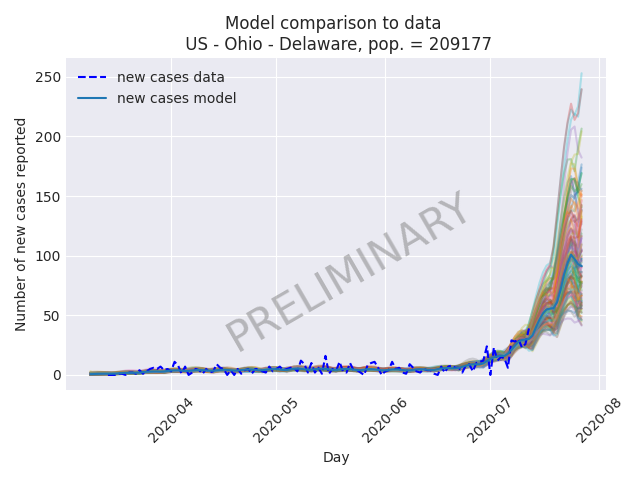 Model comparison to data
US - Ohio - Delaware, pop. = 209177
new cases data
new cases model
PRELIMINARY
Number of new cases reported
250
200
150
100
50
0
2020-04
2020-05
2020-06
2020-07
2020-08
Day